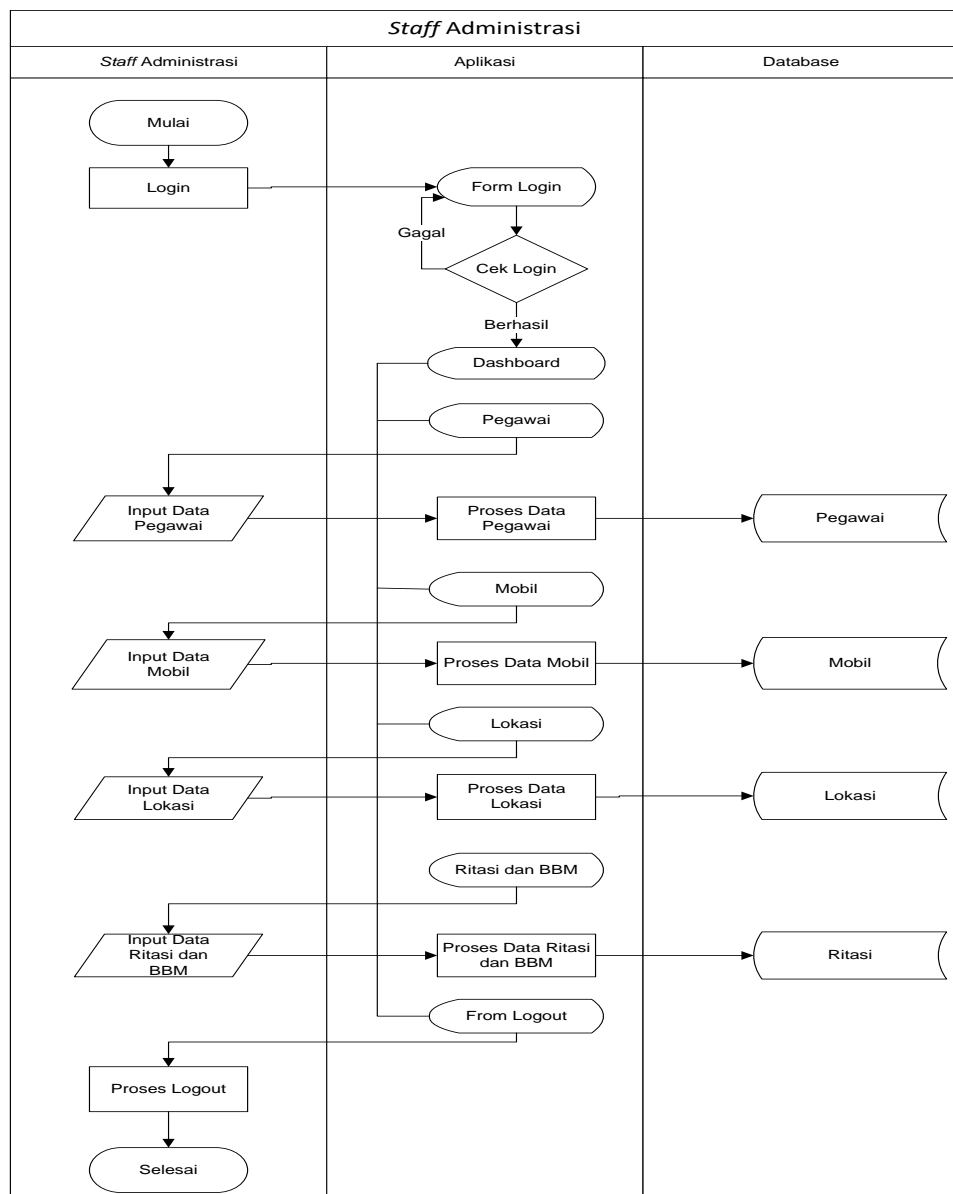 Staff Administrasi
Staff Administrasi
Aplikasi
Database
Mulai
Login
Form Login
Gagal
Cek Login
Berhasil
Dashboard
Pegawai
Input Data
Pegawai
Proses Data
Pegawai
Pegawai
Mobil
Input Data
Mobil
Proses Data Mobil
Mobil
Lokasi
Input Data
Lokasi
Proses Data
Lokasi
Lokasi
Ritasi dan BBM
Input Data
Ritasi dan
BBM
Proses Data Ritasi
dan BBM
Ritasi
From Logout
Proses Logout
Selesai